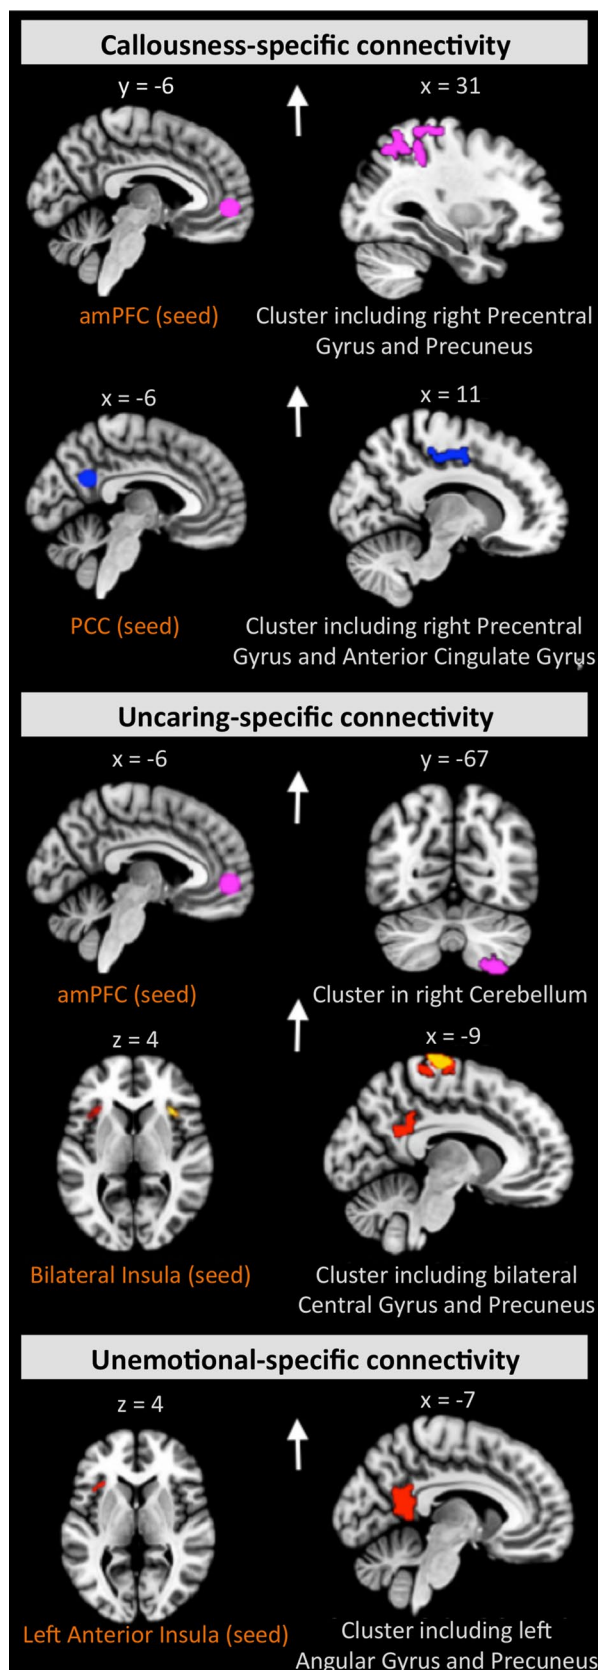 Callousness-specific connectivity
y = -6
x = 31
amPFC (seed)
Cluster including right Precentral
Gyrus and Precuneus
x = -6
x = 11
PCC (seed)
Cluster including right Precentral
Gyrus and Anterior Cingulate Gyrus
Uncaring-specific connectivity
x = -6
y = -67
amPFC (seed)
Cluster in right Cerebellum
z = 4
x = -9
Bilateral Insula (seed)
Cluster including bilateral
Central Gyrus and Precuneus
Unemotional-specific connectivity
z = 4
x = -7
Left Anterior Insula (seed)
Cluster including left
Angular Gyrus and Precuneus